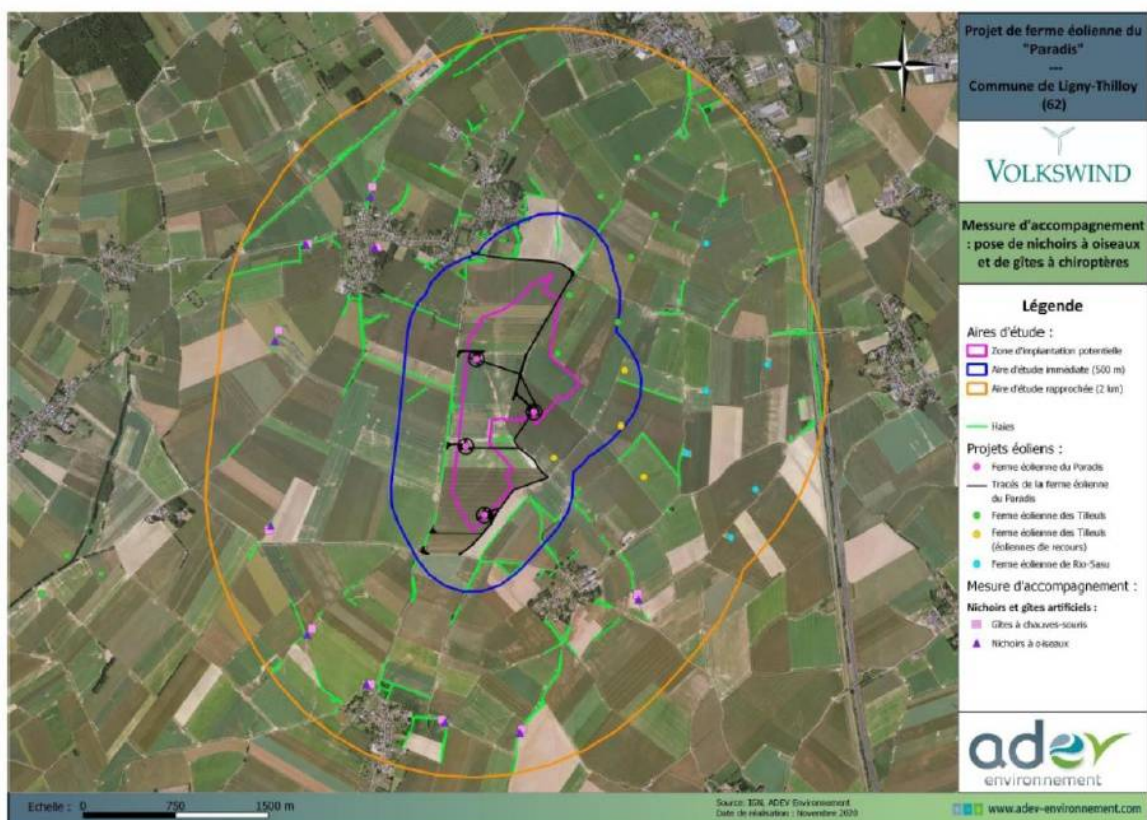 Projet de ferme éolienne du
"Paradis"
---
Commune de Ligny-Thilloy
(62)
VOLKSWIND
Mesure d'accompagnement
: pose de nichoirs à oiseaux
et de gîtes à chiroptères
Légende
Aires d'étude :
Zone d'implantation potentielle
Aire d'étude immédiate (500 m)
Aire d'étude rapprochée (2 km)
Haies
Projets éoliens :
Ferme éolienne du Paradis
Tracés de la ferme éolienne
du Paradis
Ferme éolienne des Tilleuls
Ferme éolienne des Tilleuls
(éoliennes de recours)
Ferme éolienne de Rio-Sasu
Mesure d'accompagnement :
Nichoirs et gîtes artificiels :
Gîtes à chauves-souris
Nichoirs à oiseaux
adev
environnement
Echelle : 0 750 1500 m
Source: IGN, ADEV Environnement
Date de réalisation : Novembre 2020
www.adev-environnement.com